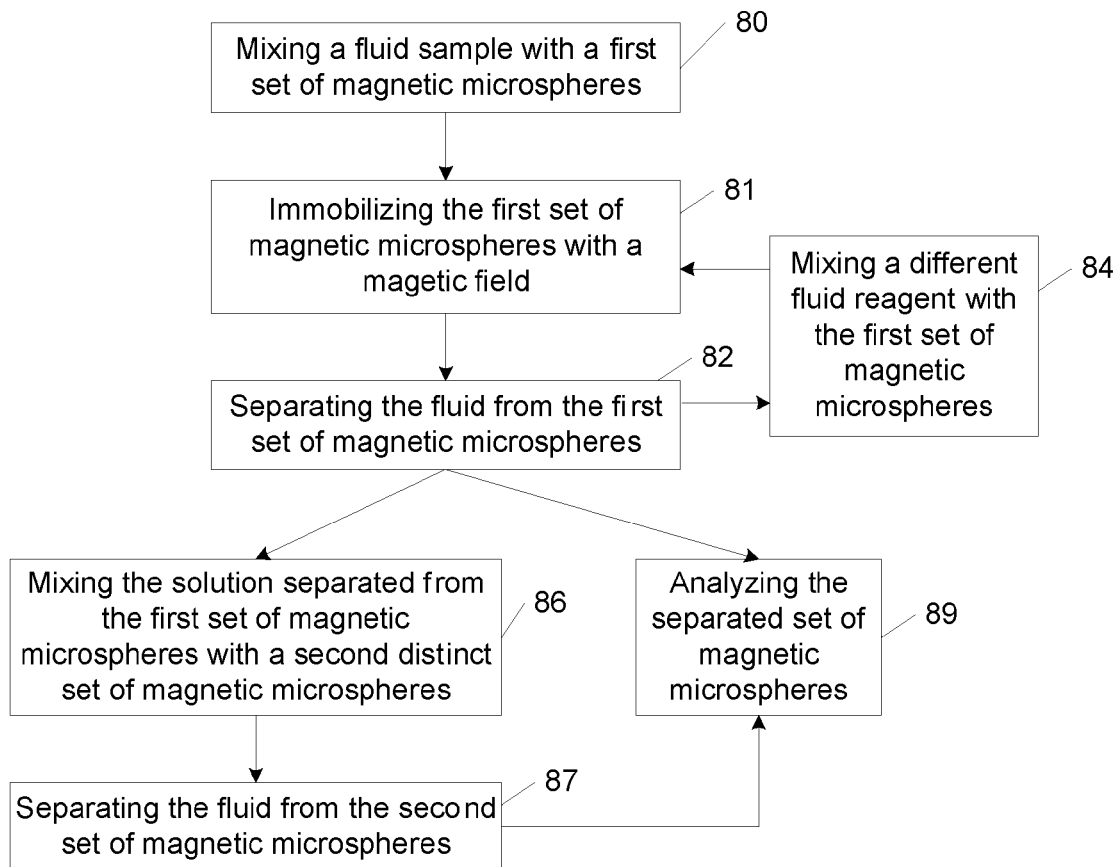 80
Mixing a fluid sample with a first
set of magnetic microspheres
81
Immobilizing the first set of
magnetic microspheres with a
magetic field
84
Mixing a different
fluid reagent with
the first set of
magnetic
microspheres
82
Separating the fluid from the first
set of magnetic microspheres
Mixing the solution separated from
the first set of magnetic
microspheres with a second distinct
set of magnetic microspheres
86
Analyzing the
separated set of
magnetic
microspheres
89
87
Separating the fluid from the second
set of magnetic microspheres